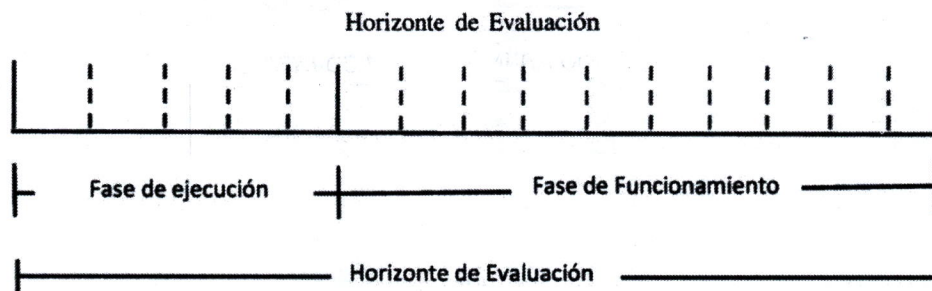 Horizonte de Evaluación
Fase de ejecución
Fase de Funcionamiento
Horizonte de Evaluación